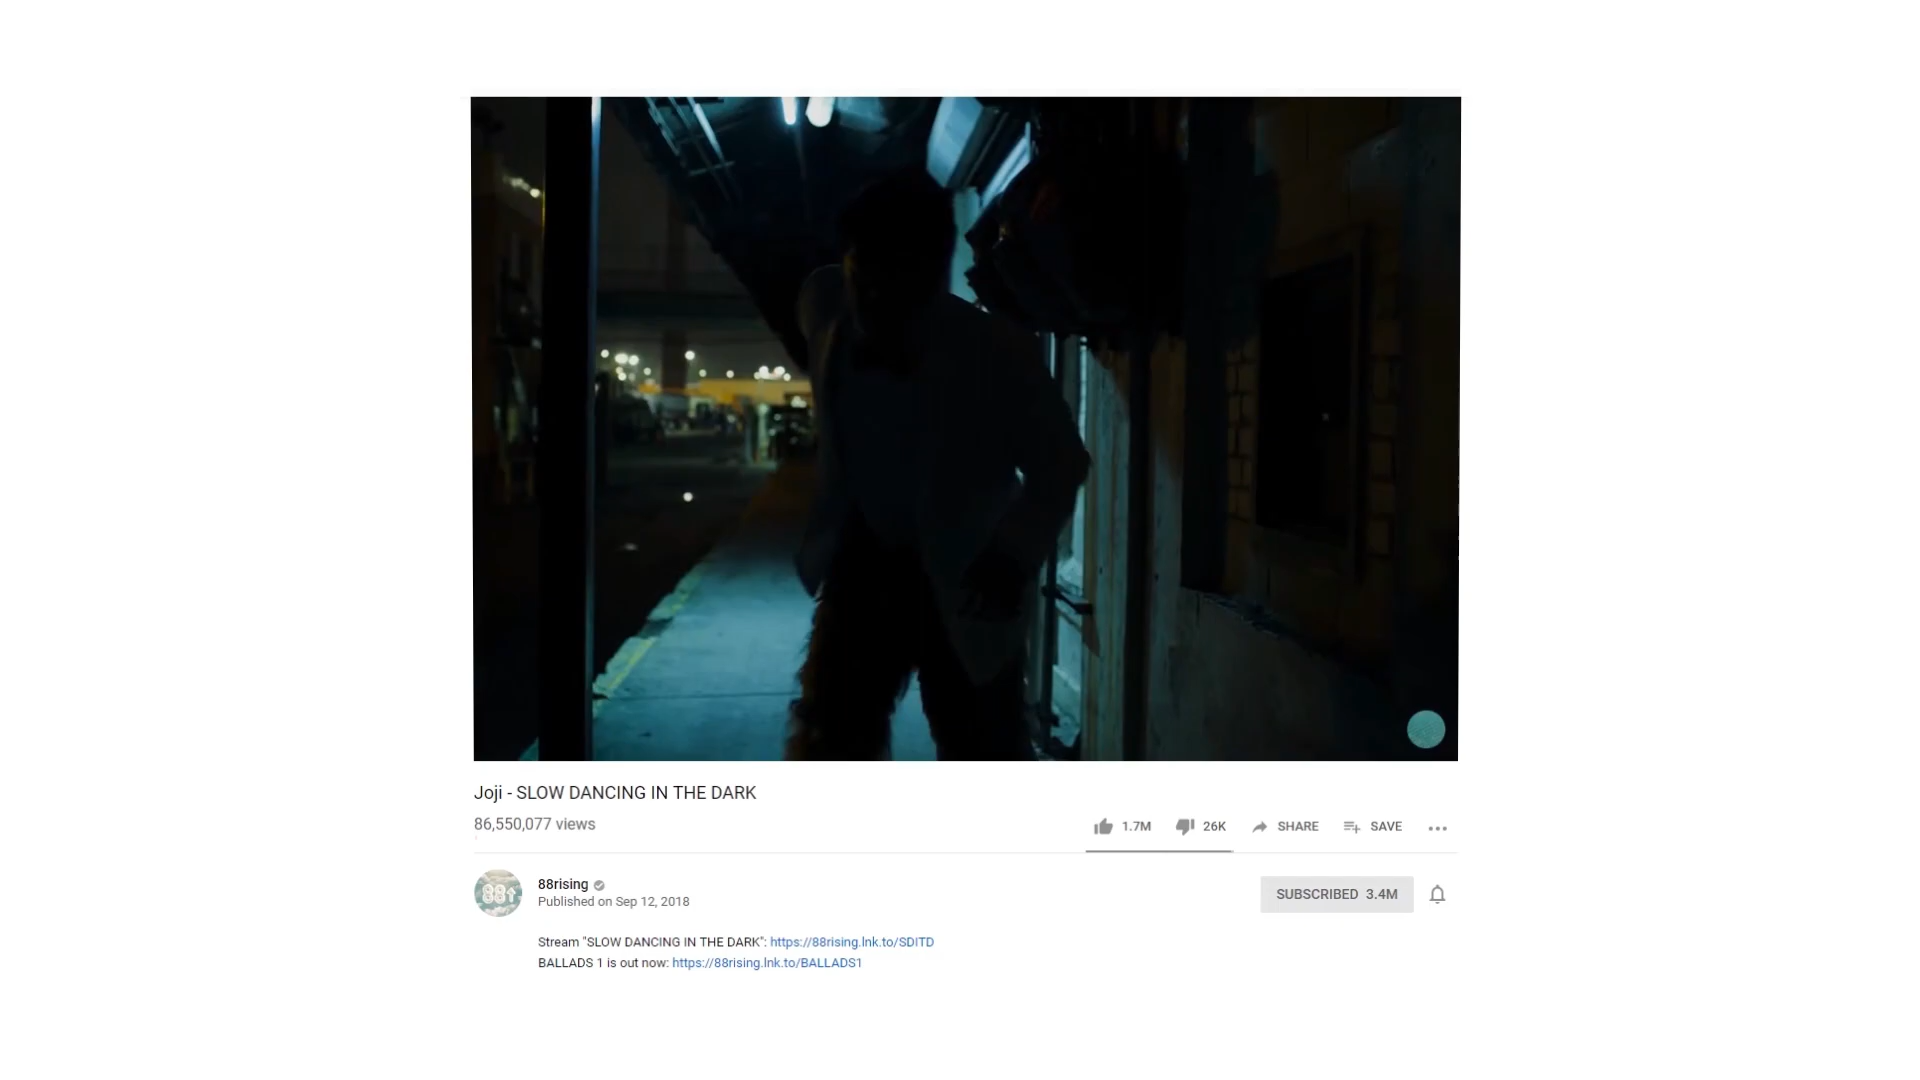 Joji - SLOW DANCING IN THE DARK
86,550,077 views
1.7M 26K SHARE SAVE
88rising
Published on Sep 12, 2018
SUBSCRIBED 3.4M
Stream "SLOW DANCING IN THE DARK": https://88rising.lnk.to/SDITD
BALLADS 1 is out now: https://88rising.lnk.to/BALLADS1
88↑